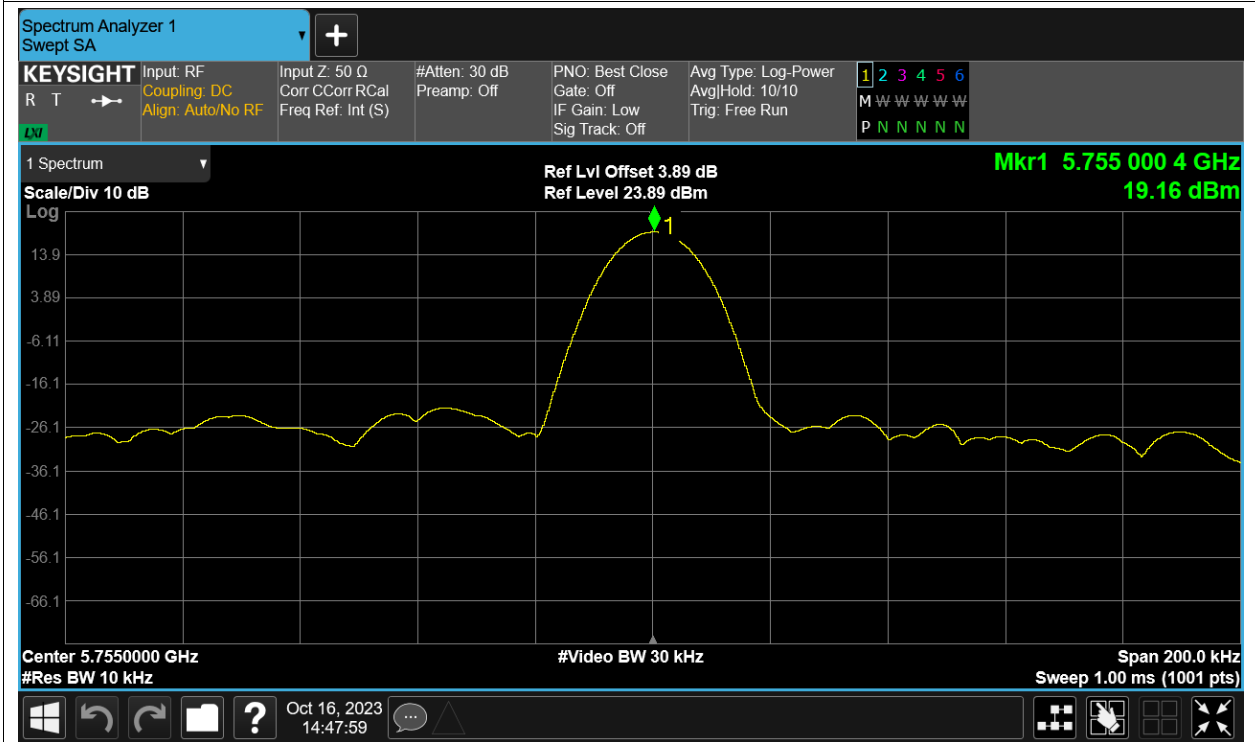 Spectrum Analyzer 1
Swept SA
KEYSIGHT
R T
LXI
Input: RF
Coupling: DC
Align: Auto/No RF
Input Z: 50 Ω
Corr CCorr RCal
Freq Ref: Int (S)
#Atten: 30 dB
Preamp: Off
PNO: Best Close
Gate: Off
IF Gain: Low
Sig Track: Off
Avg Type: Log-Power
Avg|Hold: 10/10
Trig: Free Run
1 2 3 4 5 6
M W W W W W
P N N N N N
1 Spectrum
Scale/Div 10 dB
Log
Ref Lvl Offset 3.89 dB
Ref Level 23.89 dBm
Mkr1 5.755 000 4 GHz
19.16 dBm
1
13.9
3.89
-6.11
-16.1
-26.1
-36.1
-46.1
-56.1
-66.1
Center 5.7550000 GHz
#Res BW 10 kHz
#Video BW 30 kHz
Span 200.0 kHz
Sweep 1.00 ms (1001 pts)
?
Oct 16, 2023
14:47:59